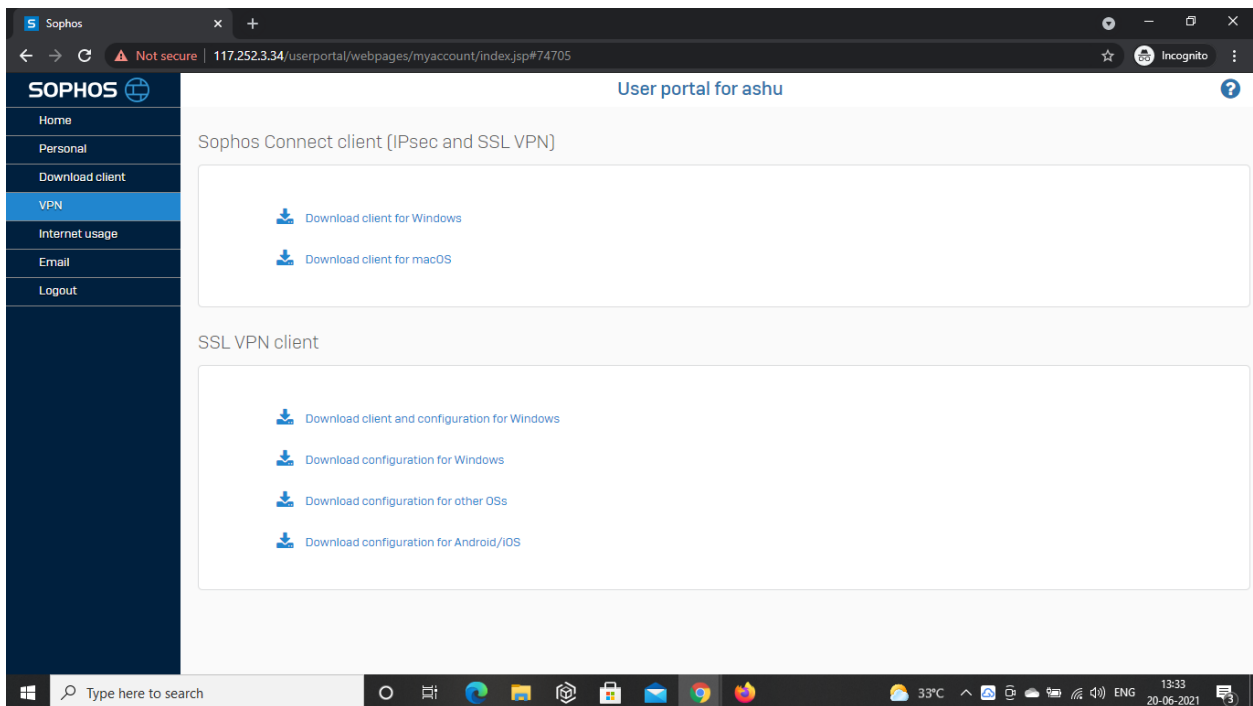 S Sophos
Not secure | 117.252.3.34/userportal/webpages/myaccount/index.jsp#74705
Incognito
SOPHOS
User portal for ashu
?
Home
Personal
Download client
VPN
Internet usage
Email
Logout
Sophos Connect client (IPsec and SSL VPN)
Download client for Windows
Download client for macOS
SSL VPN client
Download client and configuration for Windows
Download configuration for Windows
Download configuration for other OSs
Download configuration for Android/iOS
Type here to search
33°C
ENG
13:33
20-06-2021
3